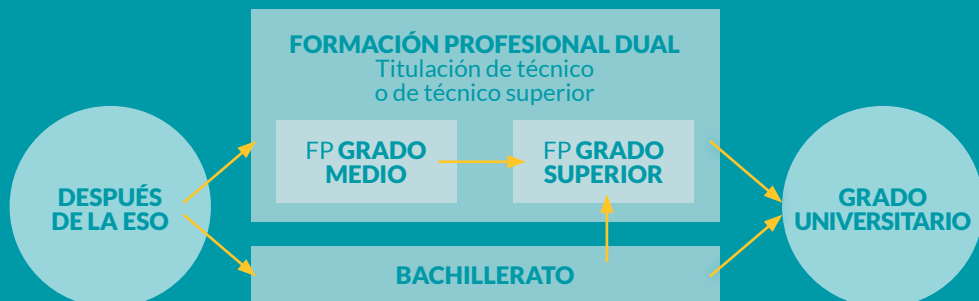 FORMACIÓN PROFESIONAL DUAL
Titulación de técnico
o de técnico superior
FP GRADO
MEDIO
FP GRADO
SUPERIOR
DESPUÉS
DE LA ESO
GRADO
UNIVERSITARIO
BACHILLERATO